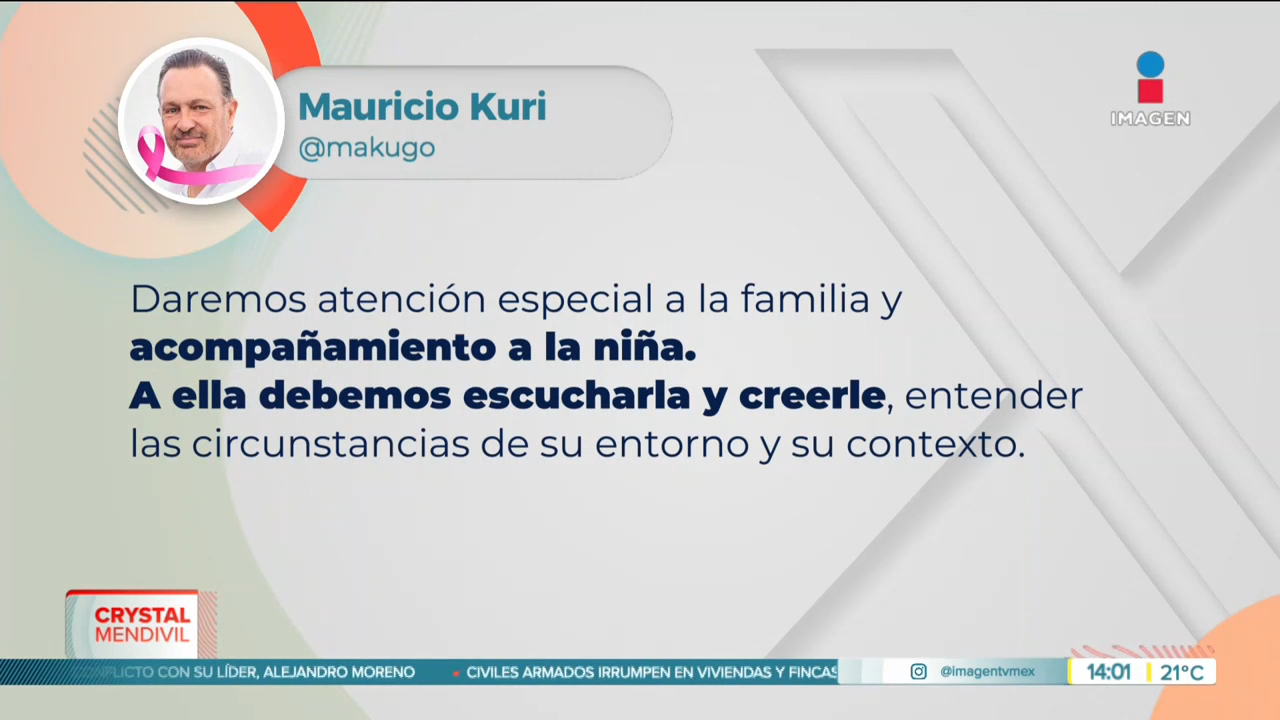 Mauricio Kuri
@makugo
IMAGEN
Daremos atención especial a la familia y
acompañamiento a la niña.
A ella debemos escucharla y creerle, entender
las circunstancias de su entorno y su contexto.
CRYSTAL
MENDIVIL
CON SU LÍDER, ALEJANDRO MORENO • CIVILES ARMADOS IRRUMPEN EN VIVIENDAS Y FINCAS
@imagentvmex
14:01 21°C